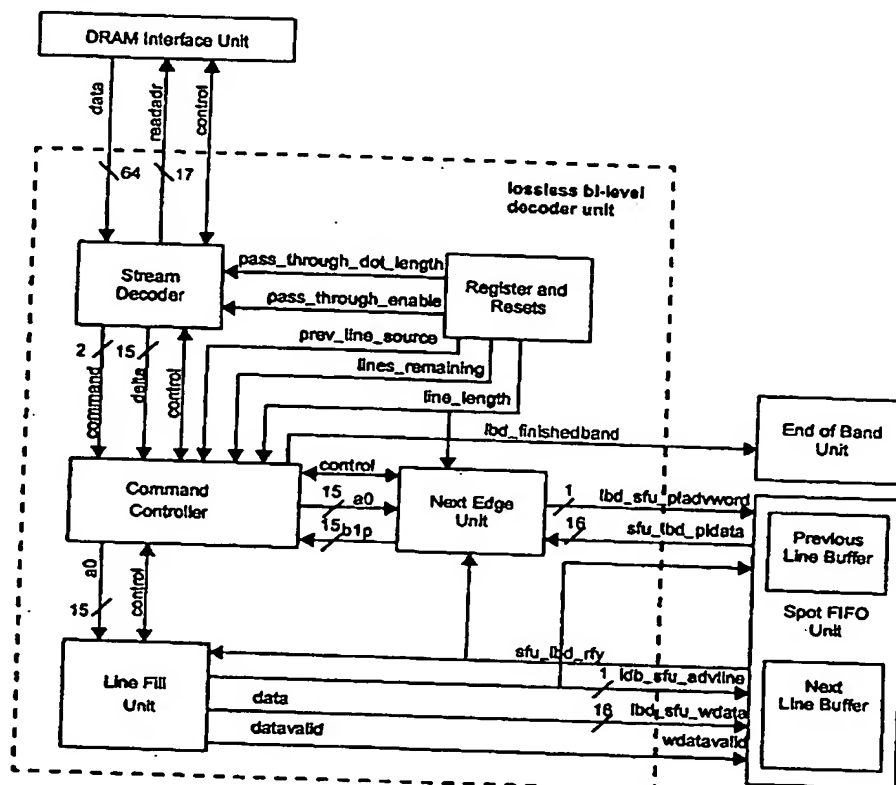 DRAM Interface Unit
data
readadr
control
64
17
lossless bi-level
decoder unit
Stream
Decoder
pass_through_dot_length
pass_through_enable
Register and
Resets
prev_line_source
lines_remaining
line_length
2
15
command
delta
control
lbd_finishedband
End of Band
Unit
Command
Controller
control
15
a0
15
b1p
Next Edge
Unit
1
lbd_sfu_pladvword
16
sfu_lbd_pldata
Previous
Line Buffer
Spot FIFO
Unit
a0
15
control
Line Fill
Unit
sfu_lbd_rfy
1
ldb_sfu_advline
data
16
lbd_sfu_wdata
datavalid
wdatavalid
Next
Line Buffer